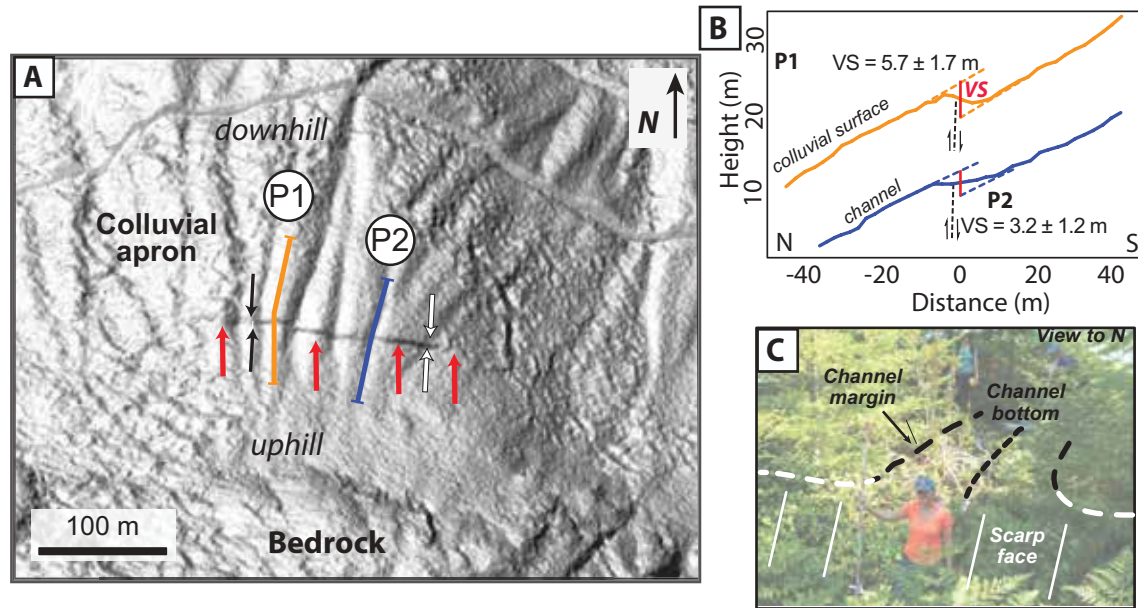 A
N
downhill
P1
P2
Colluvial
apron
uphill
100 m
Bedrock
B
P1
VS = 5.7 ± 1.7 m
VS
colluvial surface
channel
P2
VS = 3.2 ± 1.2 m
N
S
Height (m)
30
20
10
-40
-20
0
20
40
Distance (m)
C
View to N
Channel
margin
Channel
bottom
Scarp
face